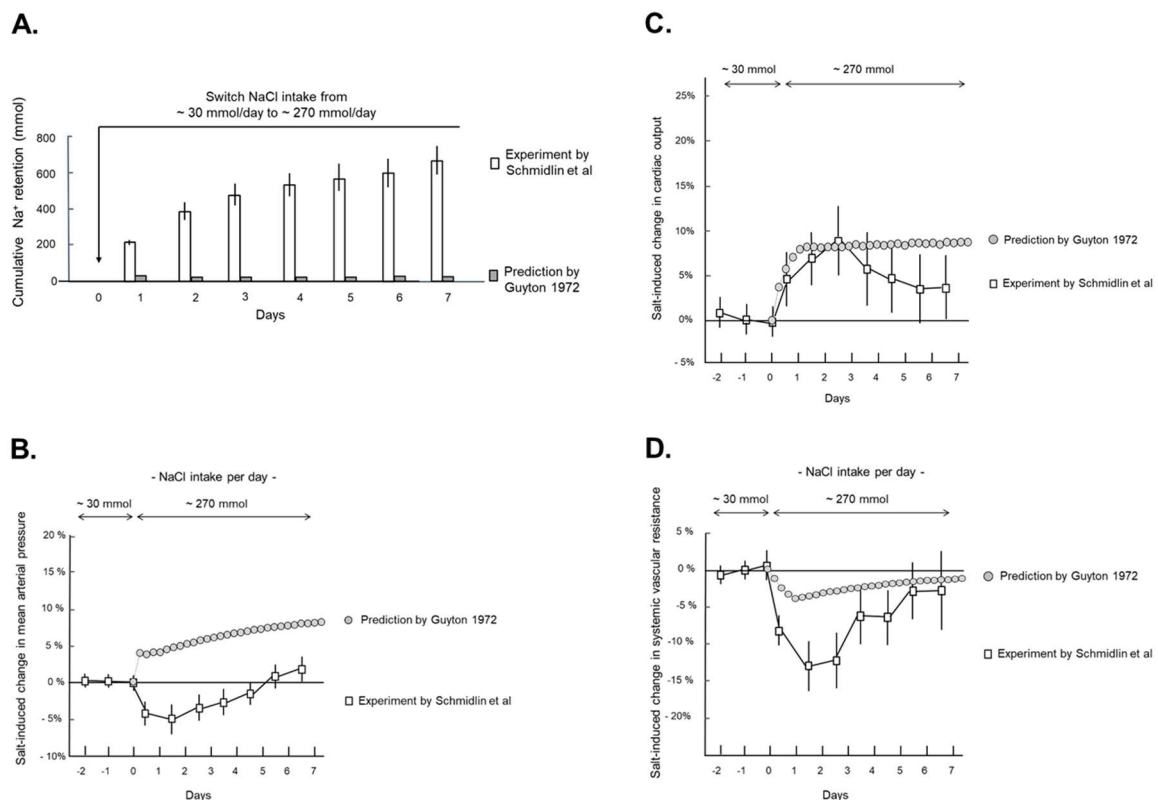 A.
Switch NaCl intake from
~ 30 mmol/day to ~ 270 mmol/day
Cumulative Na⁺ retention (mmol)
800
600
400
200
0
0 1 2 3 4 5 6 7
Days
Experiment by
Schmidlin et al
Prediction by
Guyton 1972
B.
- NaCl intake per day -
~ 30 mmol ~ 270 mmol
Salt-induced change in mean arterial pressure
20 %
15 %
10 %
5 %
0 %
- 5%
- 10%
-2 -1 0 1 2 3 4 5 6 7
Days
Prediction by Guyton 1972
Experiment by Schmidlin et al
C.
~ 30 mmol ~ 270 mmol
Salt-induced change in cardiac output
25%
20%
15%
10%
5%
0%
- 5%
-2 -1 0 1 2 3 4 5 6 7
Days
Prediction by Guyton 1972
Experiment by Schmidlin et al
D.
- NaCl intake per day -
~ 30 mmol ~ 270 mmol
Salt-induced change in systemic vascular resistance
5 %
0 %
-5%
- 10%
- 15%
- 20%
-2 -1 0 1 2 3 4 5 6 7
Days
Prediction by Guyton 1972
Experiment by Schmidlin et al